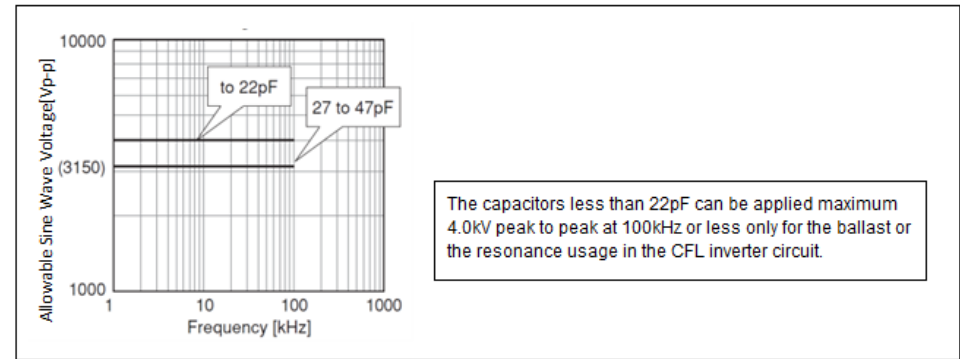 10000
to 22pF
27 to 47pF
(3150)
1000
1 10 100 1000
Frequency [kHz]
Allowable Sine Wave Voltage[Vp-p]
The capacitors less than 22pF can be applied maximum
4.0kV peak to peak at 100kHz or less only for the ballast or
the resonance usage in the CFL inverter circuit.